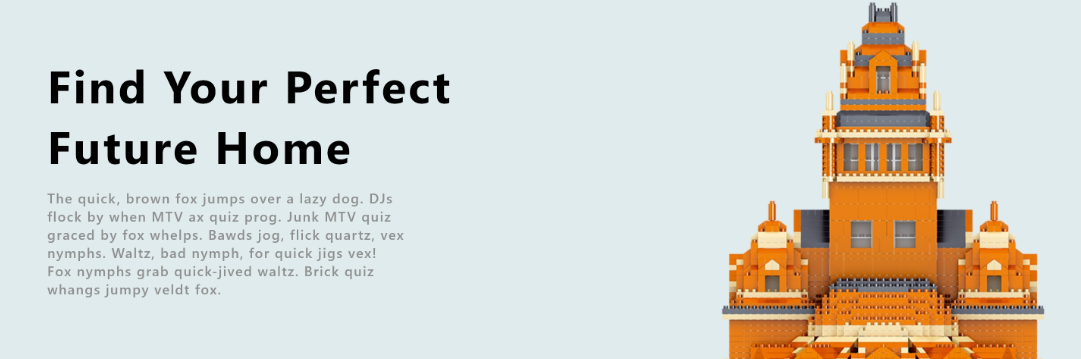 Find Your Perfect
Future Home
The quick, brown fox jumps over a lazy dog. DJs
flock by when MTV ax quiz prog. Junk MTV quiz
graced by fox whelps. Bawds jog, flick quartz, vex
nymphs. Waltz, bad nymph, for quick jigs vex!
Fox nymphs grab quick-jived waltz. Brick quiz
whangs jumpy veldt fox.